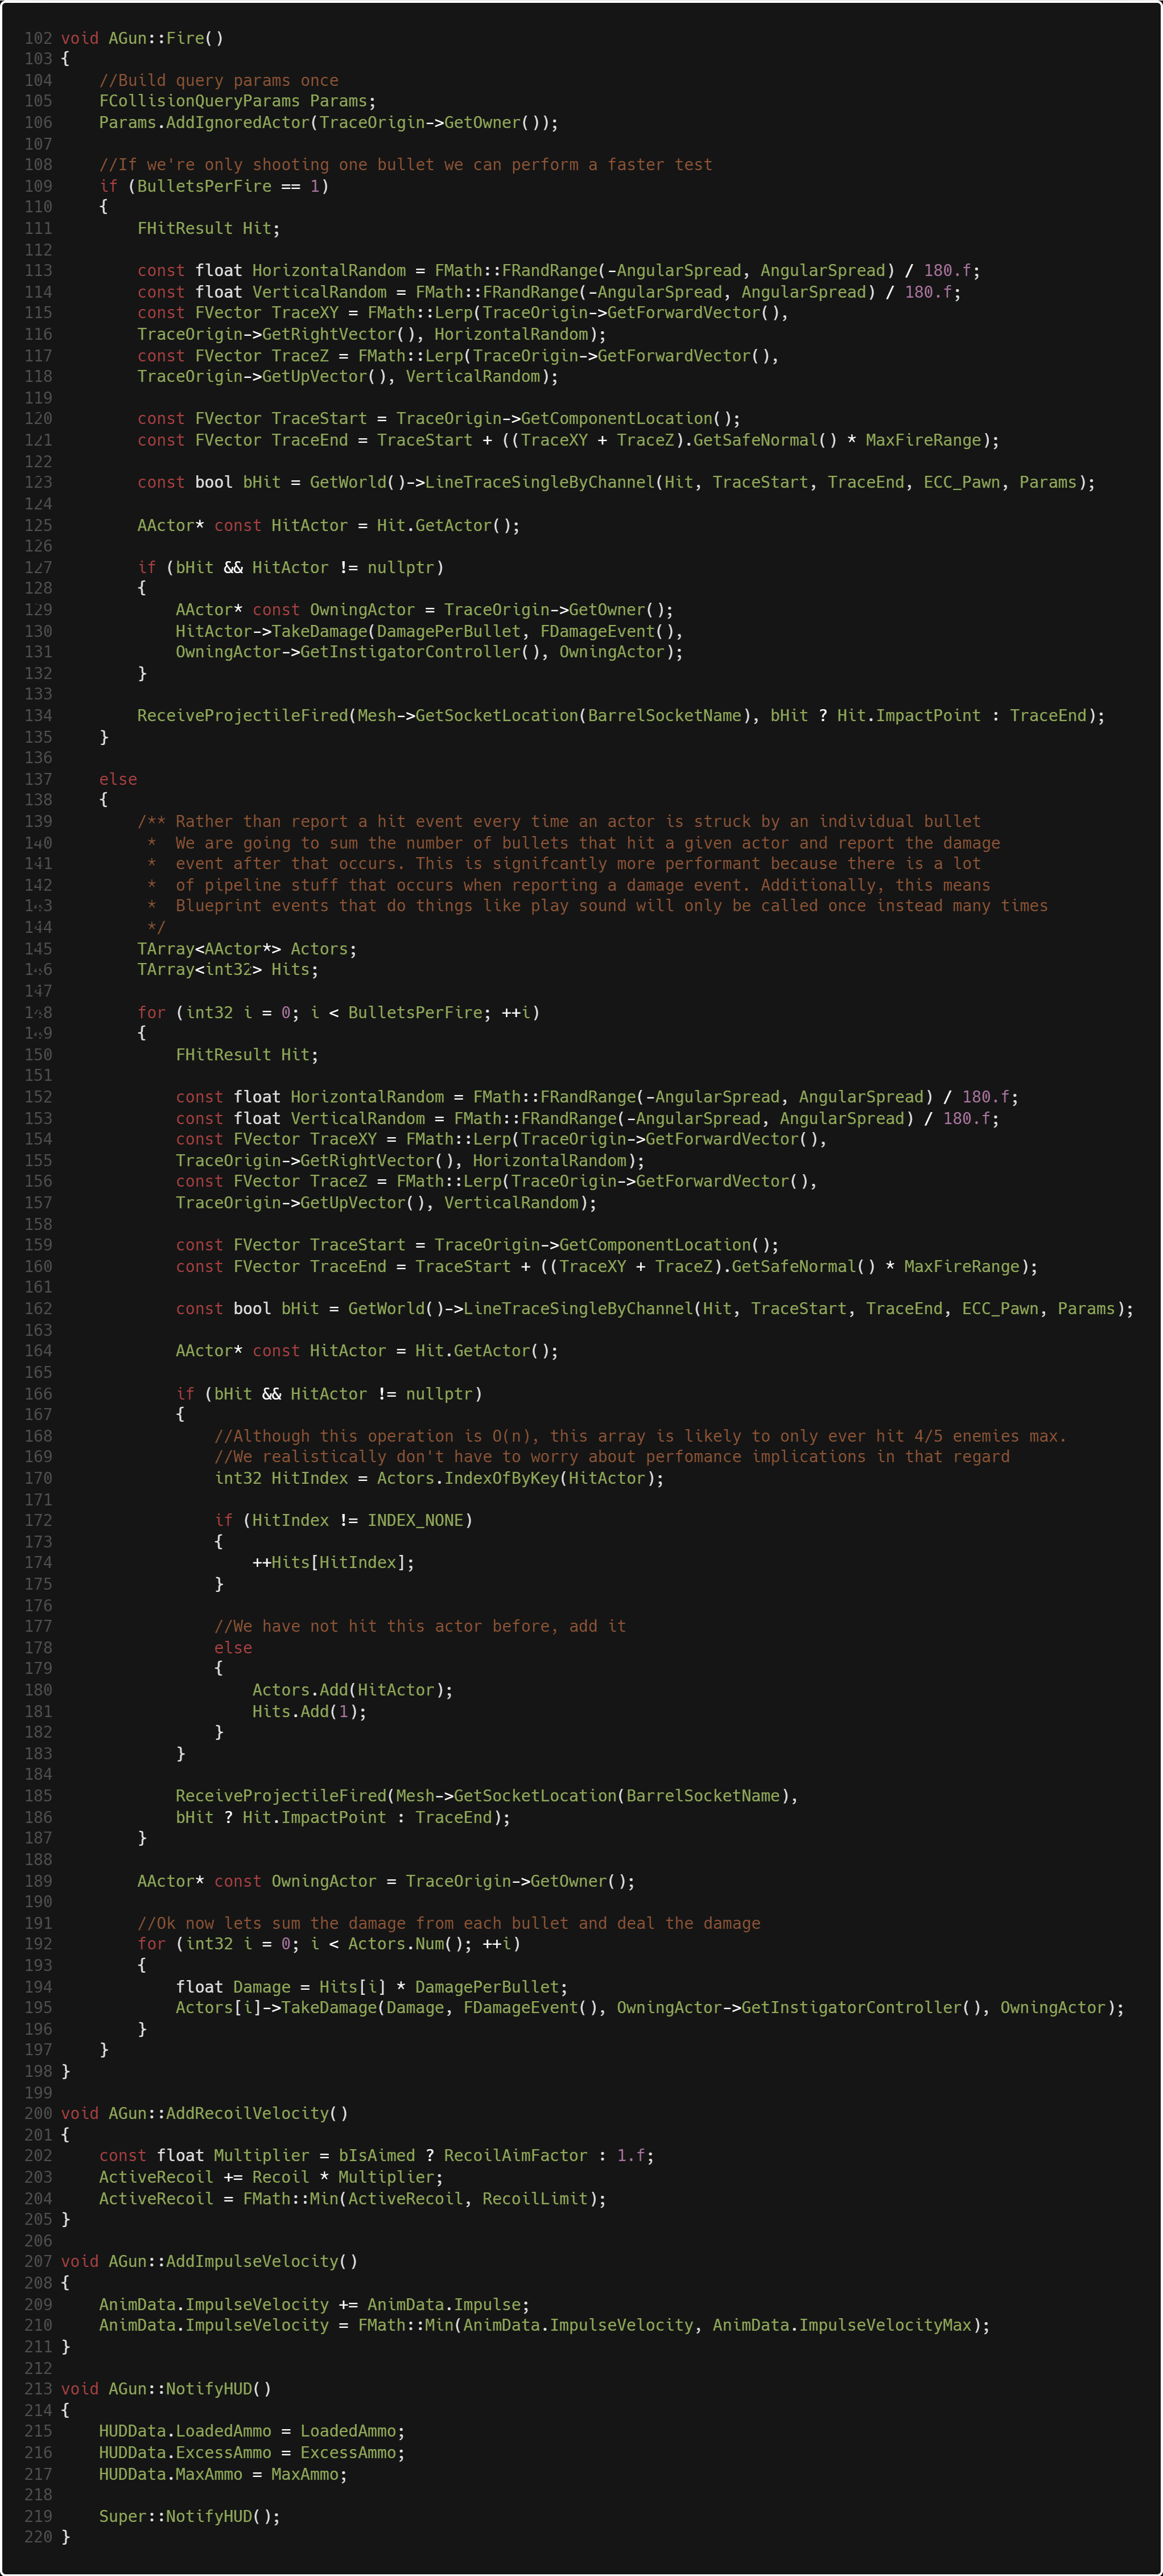 102 void AGun::Fire()
103 {
104     //Build query params once
105     FCollisionQueryParams Params;
106     Params.AddIgnoredActor(TraceOrigin->GetOwner());
107
108     //If we're only shooting one bullet we can perform a faster test
109     if (BulletsPerFire == 1)
110     {
111         FHitResult Hit;
112
113         const float HorizontalRandom = FMath::FRandRange(-AngularSpread, AngularSpread) / 180.f;
114         const float VerticalRandom = FMath::FRandRange(-AngularSpread, AngularSpread) / 180.f;
115         const FVector TraceXY = FMath::Lerp(TraceOrigin->GetForwardVector(),
116         TraceOrigin->GetRightVector(), HorizontalRandom);
117         const FVector TraceZ = FMath::Lerp(TraceOrigin->GetForwardVector(),
118         TraceOrigin->GetUpVector(), VerticalRandom);
119
120         const FVector TraceStart = TraceOrigin->GetComponentLocation();
121         const FVector TraceEnd = TraceStart + ((TraceXY + TraceZ).GetSafeNormal() * MaxFireRange);
122
123         const bool bHit = GetWorld()->LineTraceSingleByChannel(Hit, TraceStart, TraceEnd, ECC_Pawn, Params);
124
125         AActor* const HitActor = Hit.GetActor();
126
127         if (bHit && HitActor != nullptr)
128         {
129             AActor* const OwningActor = TraceOrigin->GetOwner();
130             HitActor->TakeDamage(DamagePerBullet, FDamageEvent(),
131             OwningActor->GetInstigatorController(), OwningActor);
132         }
133
134         ReceiveProjectileFired(Mesh->GetSocketLocation(BarrelSocketName), bHit ? Hit.ImpactPoint : TraceEnd);
135     }
136
137     else
138     {
139         /** Rather than report a hit event every time an actor is struck by an individual bullet
140          *  We are going to sum the number of bullets that hit a given actor and report the damage
141          *  event after that occurs. This is signifcantly more performant because there is a lot
142          *  of pipeline stuff that occurs when reporting a damage event. Additionally, this means
143          *  Blueprint events that do things like play sound will only be called once instead many times
144          */
145         TArray<AActor*> Actors;
146         TArray<int32> Hits;
147
148         for (int32 i = 0; i < BulletsPerFire; ++i)
149         {
150             FHitResult Hit;
151
152             const float HorizontalRandom = FMath::FRandRange(-AngularSpread, AngularSpread) / 180.f;
153             const float VerticalRandom = FMath::FRandRange(-AngularSpread, AngularSpread) / 180.f;
154             const FVector TraceXY = FMath::Lerp(TraceOrigin->GetForwardVector(),
155             TraceOrigin->GetRightVector(), HorizontalRandom);
156             const FVector TraceZ = FMath::Lerp(TraceOrigin->GetForwardVector(),
157             TraceOrigin->GetUpVector(), VerticalRandom);
158
159             const FVector TraceStart = TraceOrigin->GetComponentLocation();
160             const FVector TraceEnd = TraceStart + ((TraceXY + TraceZ).GetSafeNormal() * MaxFireRange);
161
162             const bool bHit = GetWorld()->LineTraceSingleByChannel(Hit, TraceStart, TraceEnd, ECC_Pawn, Params);
163
164             AActor* const HitActor = Hit.GetActor();
165
166             if (bHit && HitActor != nullptr)
167             {
168                 //Although this operation is O(n), this array is likely to only ever hit 4/5 enemies max.
169                 //We realistically don't have to worry about perfomance implications in that regard
170                 int32 HitIndex = Actors.IndexOfByKey(HitActor);
171
172                 if (HitIndex != INDEX_NONE)
173                 {
174                     ++Hits[HitIndex];
175                 }
176
177                 //We have not hit this actor before, add it
178                 else
179                 {
180                     Actors.Add(HitActor);
181                     Hits.Add(1);
182                 }
183             }
184
185             ReceiveProjectileFired(Mesh->GetSocketLocation(BarrelSocketName),
186             bHit ? Hit.ImpactPoint : TraceEnd);
187         }
188
189         AActor* const OwningActor = TraceOrigin->GetOwner();
190
191         //Ok now lets sum the damage from each bullet and deal the damage
192         for (int32 i = 0; i < Actors.Num(); ++i)
193         {
194             float Damage = Hits[i] * DamagePerBullet;
195             Actors[i]->TakeDamage(Damage, FDamageEvent(), OwningActor->GetInstigatorController(), OwningActor);
196         }
197     }
198 }
199
200 void AGun::AddRecoilVelocity()
201 {
202     const float Multiplier = bIsAimed ? RecoilAimFactor : 1.f;
203     ActiveRecoil += Recoil * Multiplier;
204     ActiveRecoil = FMath::Min(ActiveRecoil, RecoilLimit);
205 }
206
207 void AGun::AddImpulseVelocity()
208 {
209     AnimData.ImpulseVelocity += AnimData.Impulse;
210     AnimData.ImpulseVelocity = FMath::Min(AnimData.ImpulseVelocity, AnimData.ImpulseVelocityMax);
211 }
212
213 void AGun::NotifyHUD()
214 {
215     HUDData.LoadedAmmo = LoadedAmmo;
216     HUDData.ExcessAmmo = ExcessAmmo;
217     HUDData.MaxAmmo = MaxAmmo;
218
219     Super::NotifyHUD();
220 }